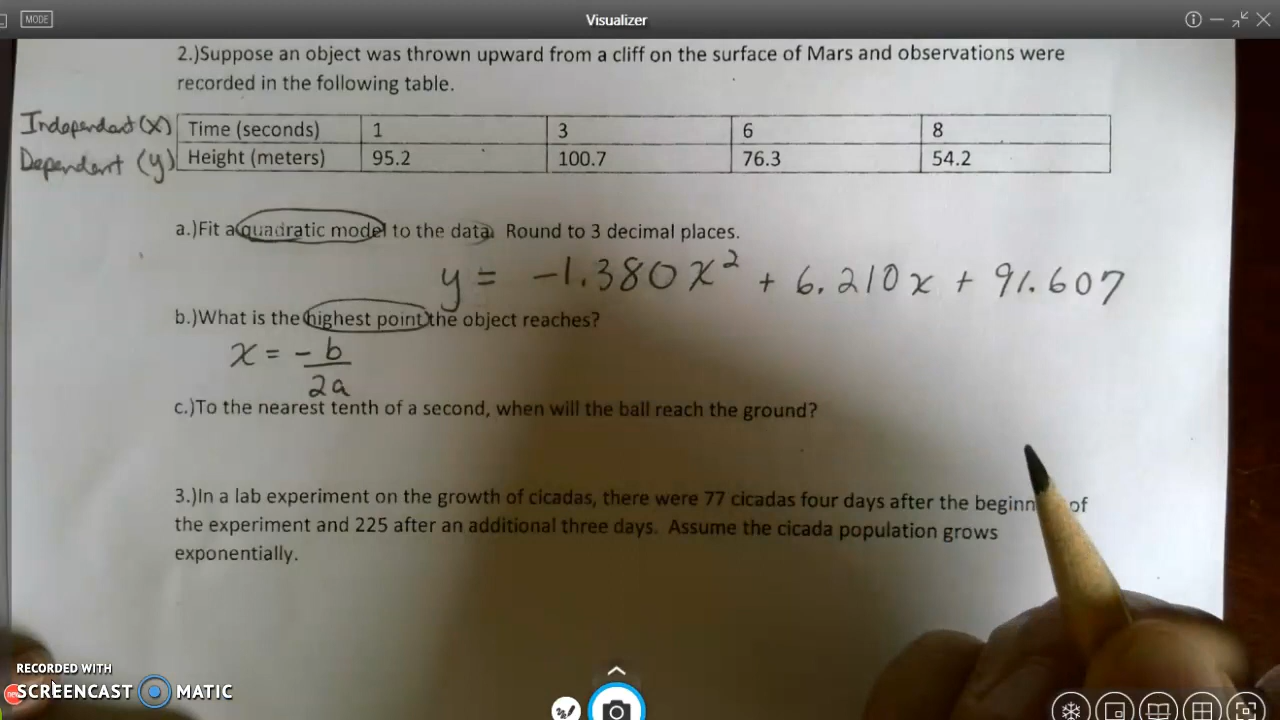 MODE
Visualizer
2.)Suppose an object was thrown upward from a cliff on the surface of Mars and observations were
recorded in the following table.
Independent (x) Time (seconds) 1 3 6 8
Dependent (y) Height (meters) 95.2 100.7 76.3 54.2
a.)Fit a quadratic model to the data. Round to 3 decimal places.
y = -1.380x² + 6.210x + 91.607
b.)What is the highest point the object reaches?
x = -b
2a
c.)To the nearest tenth of a second, when will the ball reach the ground?
3.)In a lab experiment on the growth of cicadas, there were 77 cicadas four days after the beginn of
the experiment and 225 after an additional three days. Assume the cicada population grows
exponentially.
RECORDED WITH
SCREENCAST MATIC